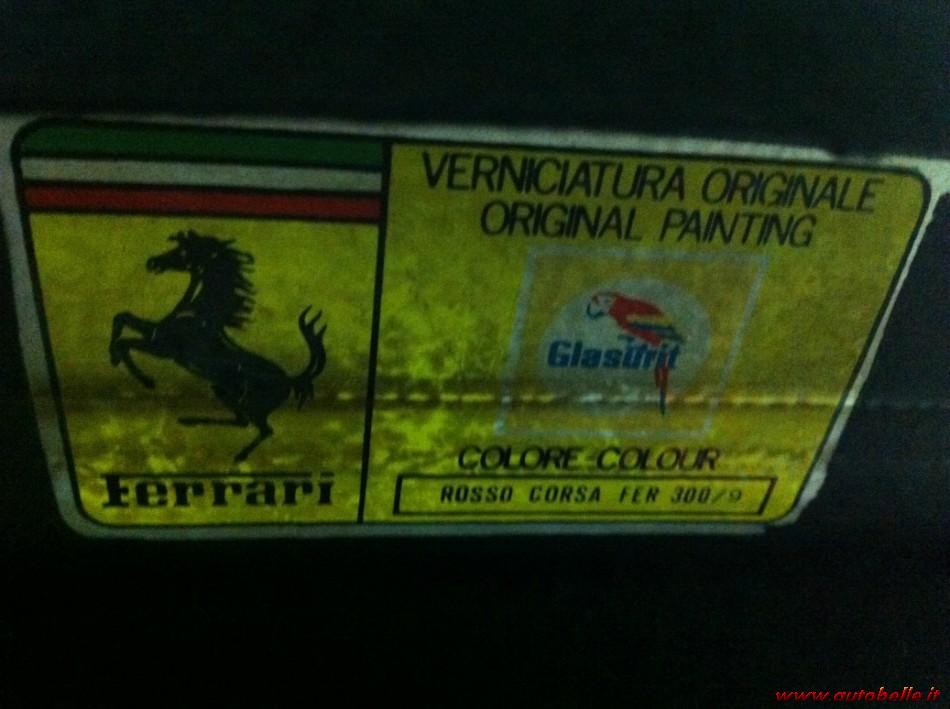 VERNICIATURA ORIGINALE
ORIGINAL PAINTING
Glasurit
COLORE-COLOUR
ROSSO CORSA FER 300/9
Ferrari
www.autobelle.it